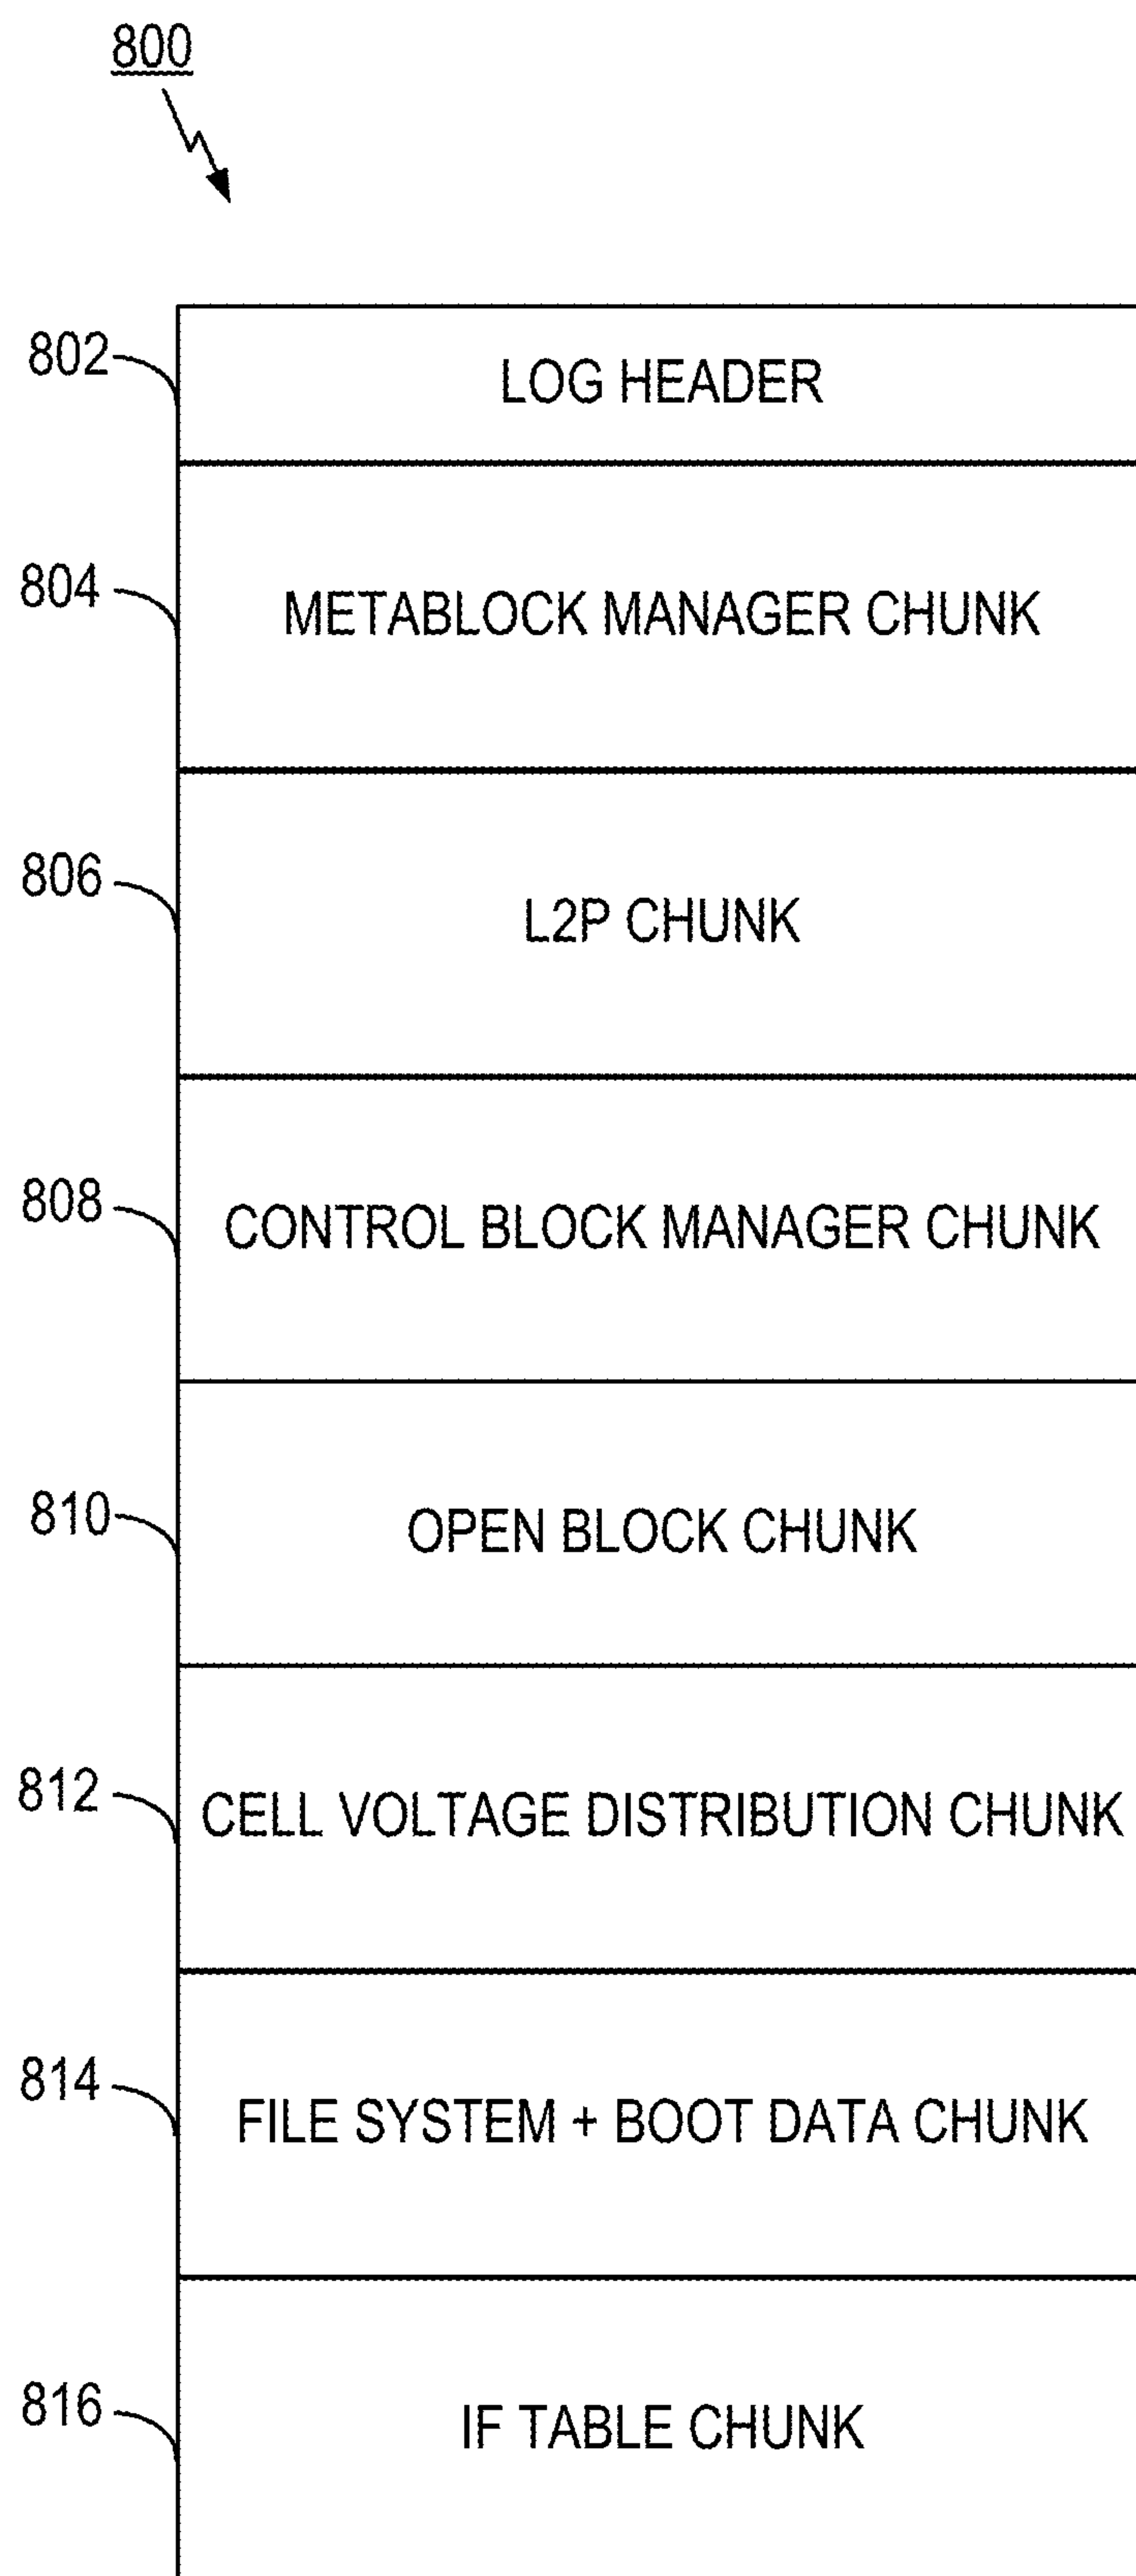 800
802
LOG HEADER
804
METABLOCK MANAGER CHUNK
806
L2P CHUNK
808
CONTROL BLOCK MANAGER CHUNK
810
OPEN BLOCK CHUNK
812
CELL VOLTAGE DISTRIBUTION CHUNK
814
FILE SYSTEM + BOOT DATA CHUNK
816
IF TABLE CHUNK